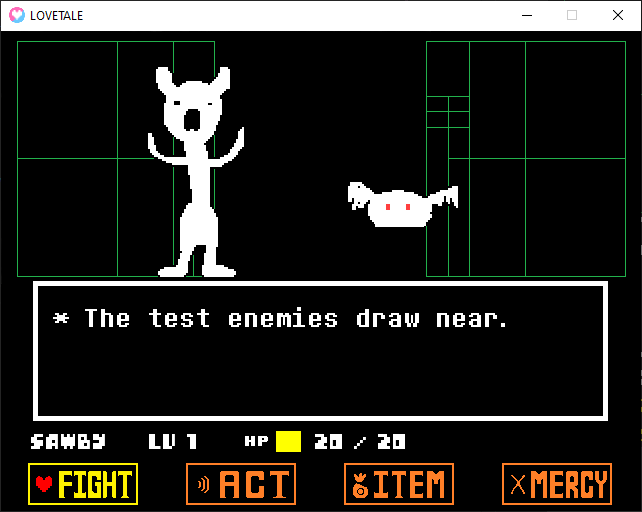 LOVETALE
* The test enemies draw near.
SAWBY LV 1 HP 20 / 20
FIGHT ACT ITEM MERCY